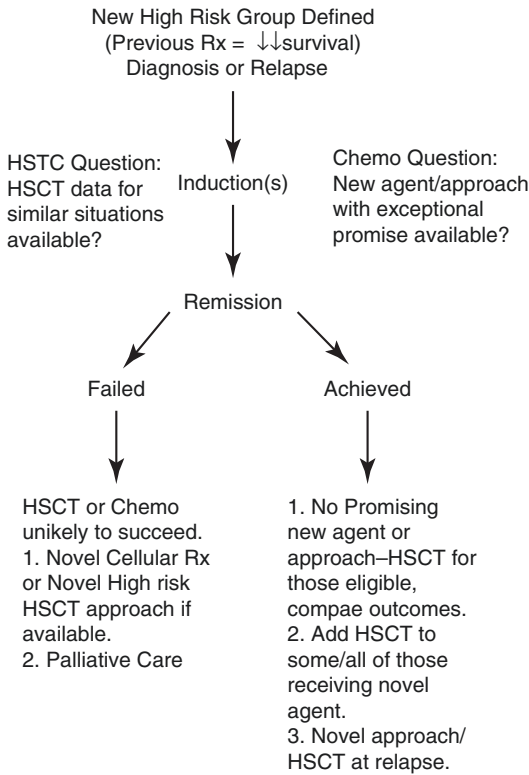 New High Risk Group Defined
(Previous Rx = ↓↓survival)
Diagnosis or Relapse
HSTC Question:
HSCT data for
similar situations
available?
Induction(s)
Chemo Question:
New agent/approach
with exceptional
promise available?
Remission
Failed
Achieved
HSCT or Chemo
unlikely to succeed.
1. Novel Cellular Rx
or Novel High risk
HSCT approach if
available.
2. Palliative Care
1. No Promising
new agent or
approach–HSCT for
those eligible,
compae outcomes.
2. Add HSCT to
some/all of those
receiving novel
agent.
3. Novel approach/
HSCT at relapse.